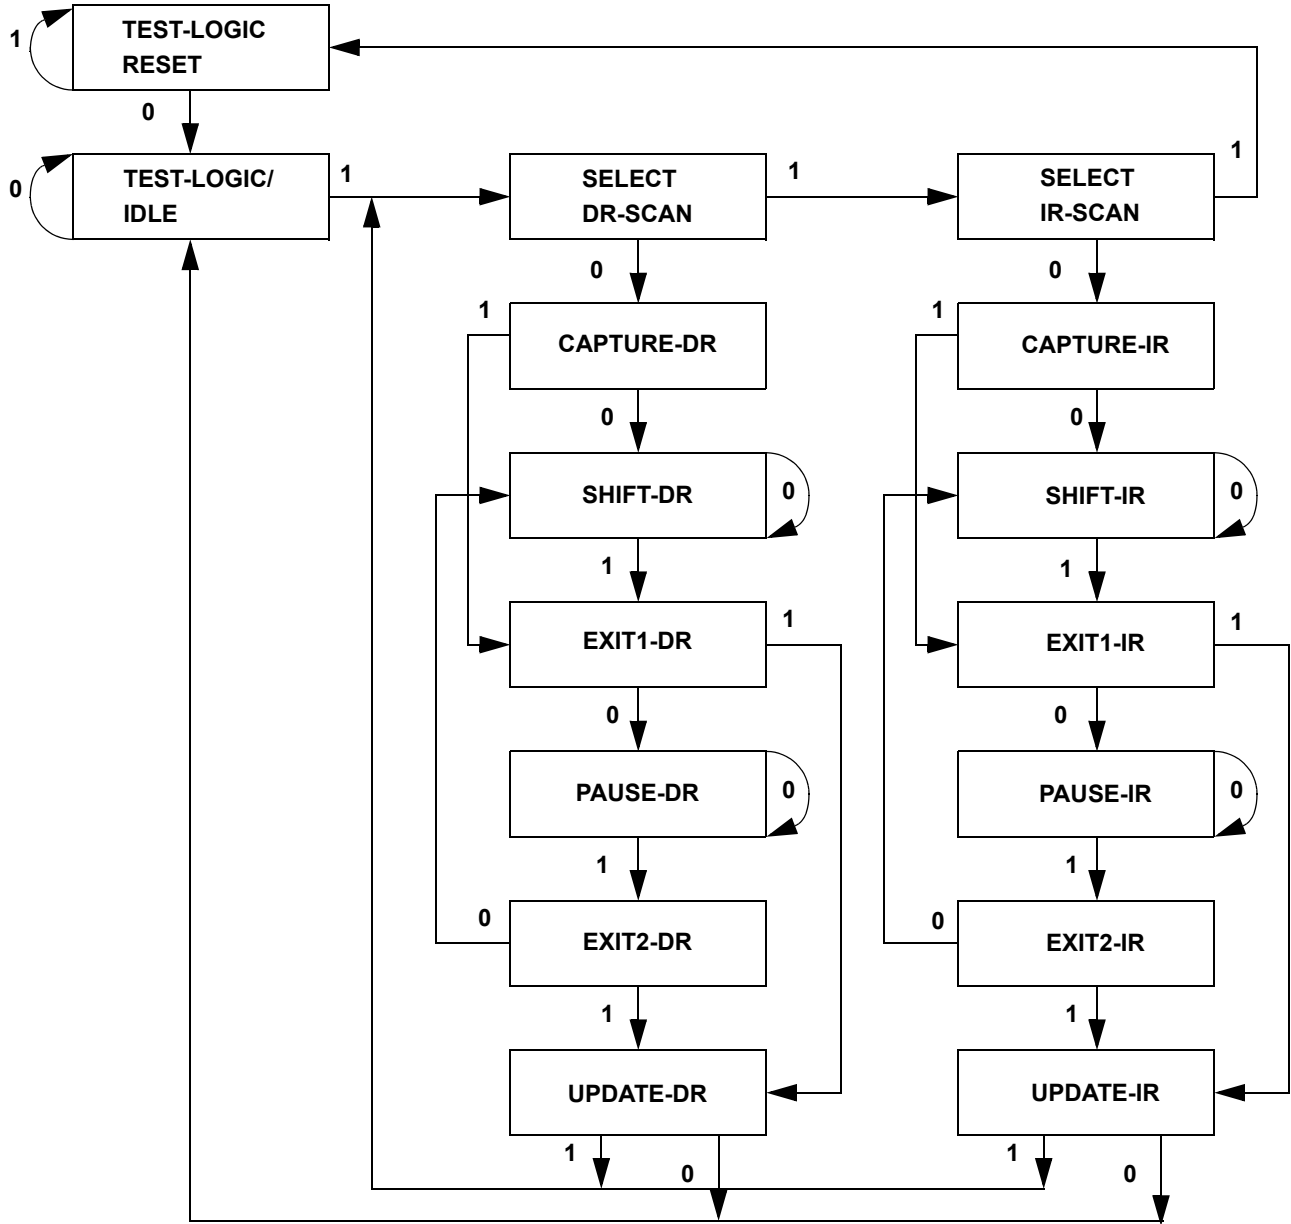 1
TEST-LOGIC
RESET
0
0
TEST-LOGIC/
IDLE
1
SELECT
DR-SCAN
1
SELECT
IR-SCAN
1
0
0
1
CAPTURE-DR
1
CAPTURE-IR
0
0
SHIFT-DR
0
SHIFT-IR
0
1
1
EXIT1-DR
1
EXIT1-IR
1
0
0
PAUSE-DR
0
PAUSE-IR
0
1
1
0
EXIT2-DR
0
EXIT2-IR
1
1
UPDATE-DR
UPDATE-IR
1
0
1
0